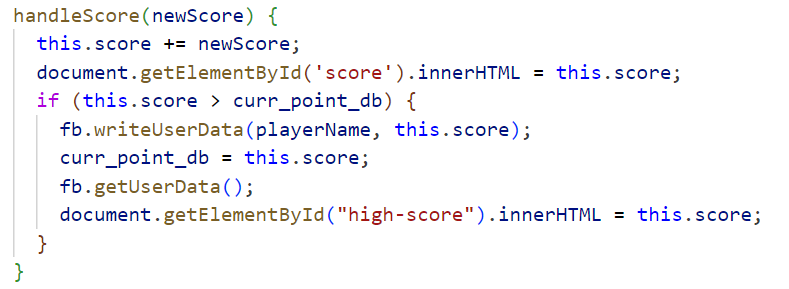 handleScore(newScore) {
this.score += newScore;
document.getElementById('score').innerHTML = this.score;
if (this.score > curr_point_db) {
fb.writeUserData(playerName, this.score);
curr_point_db = this.score;
fb.getUserData();
document.getElementById("high-score").innerHTML = this.score;
}
}